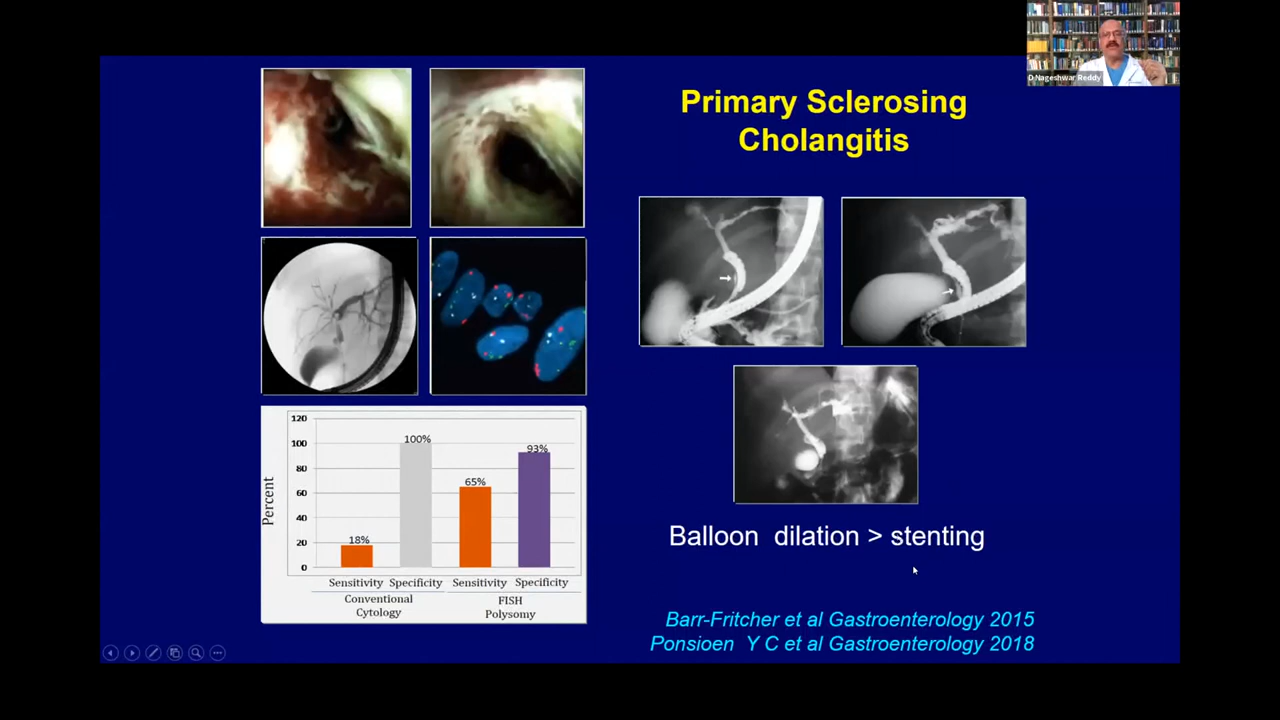 D Nageshwar Reddy
Primary Sclerosing
Cholangitis
120
100
80
60
40
20
0
Percent
18%
100%
65%
93%
Sensitivity Specificity Sensitivity Specificity
Conventional
Cytology
FISH
Polysomy
Balloon dilation > stenting
Barr-Fritcher et al Gastroenterology 2015
Ponsioen Y C et al Gastroenterology 2018